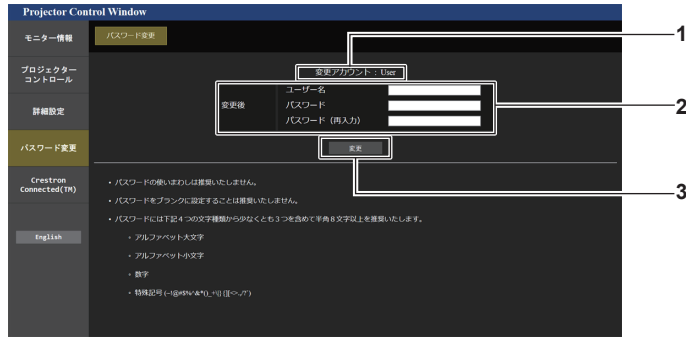 Projector Control Window
モニター情報
パスワード変更
プロジェクター
コントロール
詳細設定
パスワード変更
Crestron
Connected(TM)
English
変更アカウント : User
変更後
ユーザー名
パスワード
パスワード (再入力)
変更
• パスワードの使いまわしは推奨いたしません。
• パスワードをブランクに設定することは推奨いたしません。
• パスワードには下記4つの文字種類から少なくとも3つを含めて半角8文字以上を推奨いたします。
• アルファベット大文字
• アルファベット小文字
• 数字
• 特殊記号
1
2
3